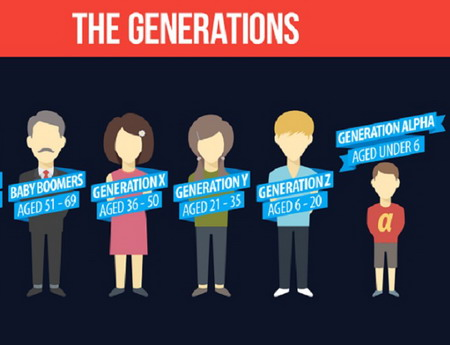 THE GENERATIONS
BABY BOOMERS
AGED 51 - 69
GENERATION X
AGED 36 - 50
GENERATION Y
AGED 21 - 35
GENERATION Z
AGED 6 - 20
GENERATION ALPHA
AGED UNDER 6
α